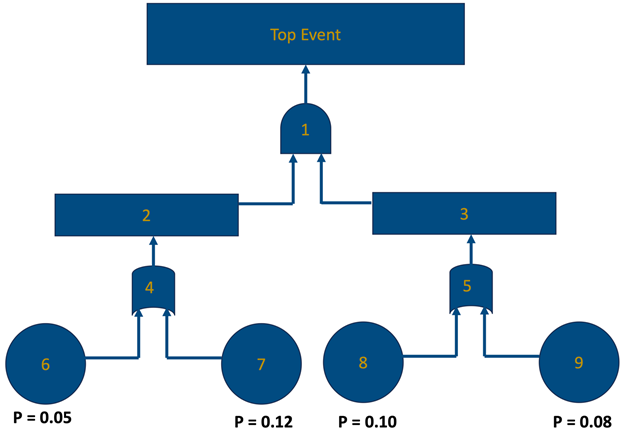 Top Event
1
2
3
4
5
6
7
8
9
P = 0.05
P = 0.12
P = 0.10
P = 0.08